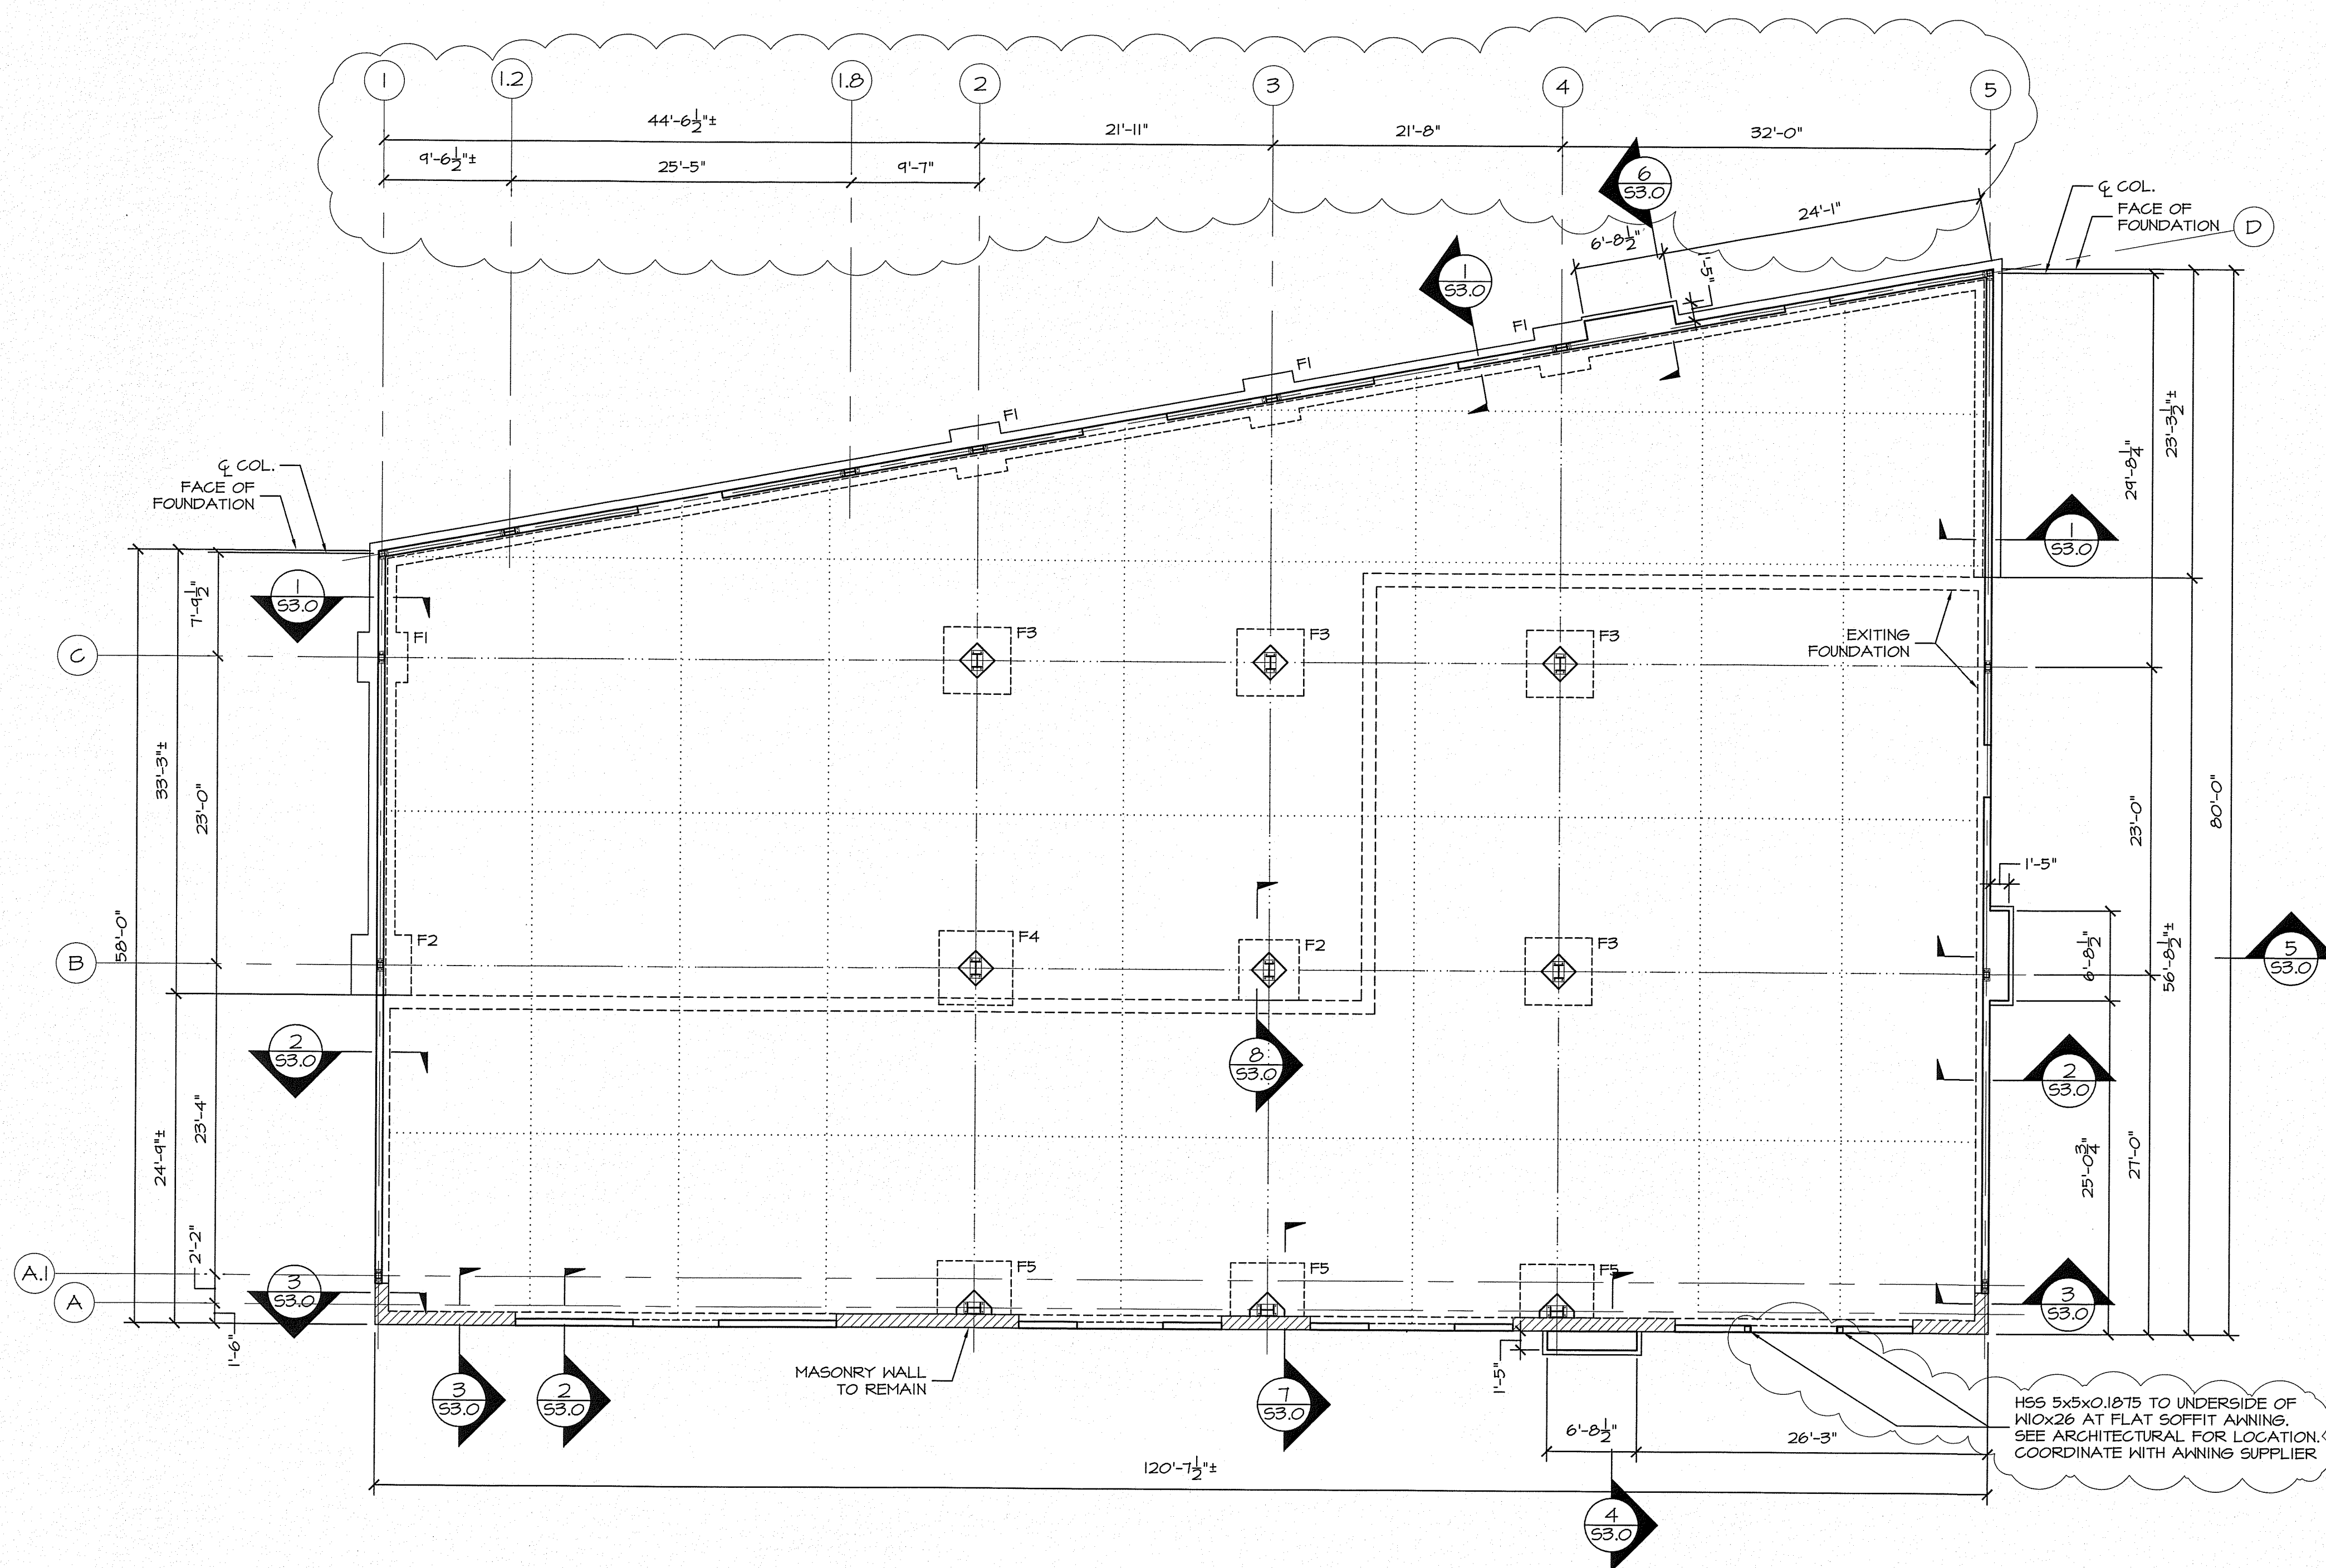 1
1.2
1.8
2
3
4
5
44'-6½"±
21'-11"
21'-8"
32'-0"
9'-6½"±
25'-5"
9'-7"
6
S3.0
24'-1"
6'-8½"
1'-5"
℄ COL.
FACE OF
FOUNDATION
D
1
S3.0
F1
F1
F1
℄ COL.
FACE OF
FOUNDATION
23'-3½"±
29'-8¼"
1
S3.0
7'-9½"
1
S3.0
C
F1
F3
F3
F3
EXITING
FOUNDATION
33'-3"±
23'-0"
58'-0"
23'-0"
80'-0"
1'-5"
B
F2
F4
F2
F3
6'-8½"
56'-8½"±
5
S3.0
2
S3.0
8
S3.0
2
S3.0
23'-4"
24'-9"±
25'-0¾"
27'-0"
2'-2"
A.1
A
3
S3.0
F5
F5
F5
3
S3.0
1'-6"
MASONRY WALL
TO REMAIN
1'-5"
3
S3.0
2
S3.0
7
S3.0
HSS 5x5x0.1875 TO UNDERSIDE OF
W10x26 AT FLAT SOFFIT AWNING.
SEE ARCHITECTURAL FOR LOCATION.
COORDINATE WITH AWNING SUPPLIER
6'-8½"
26'-3"
120'-7½"±
4
S3.0